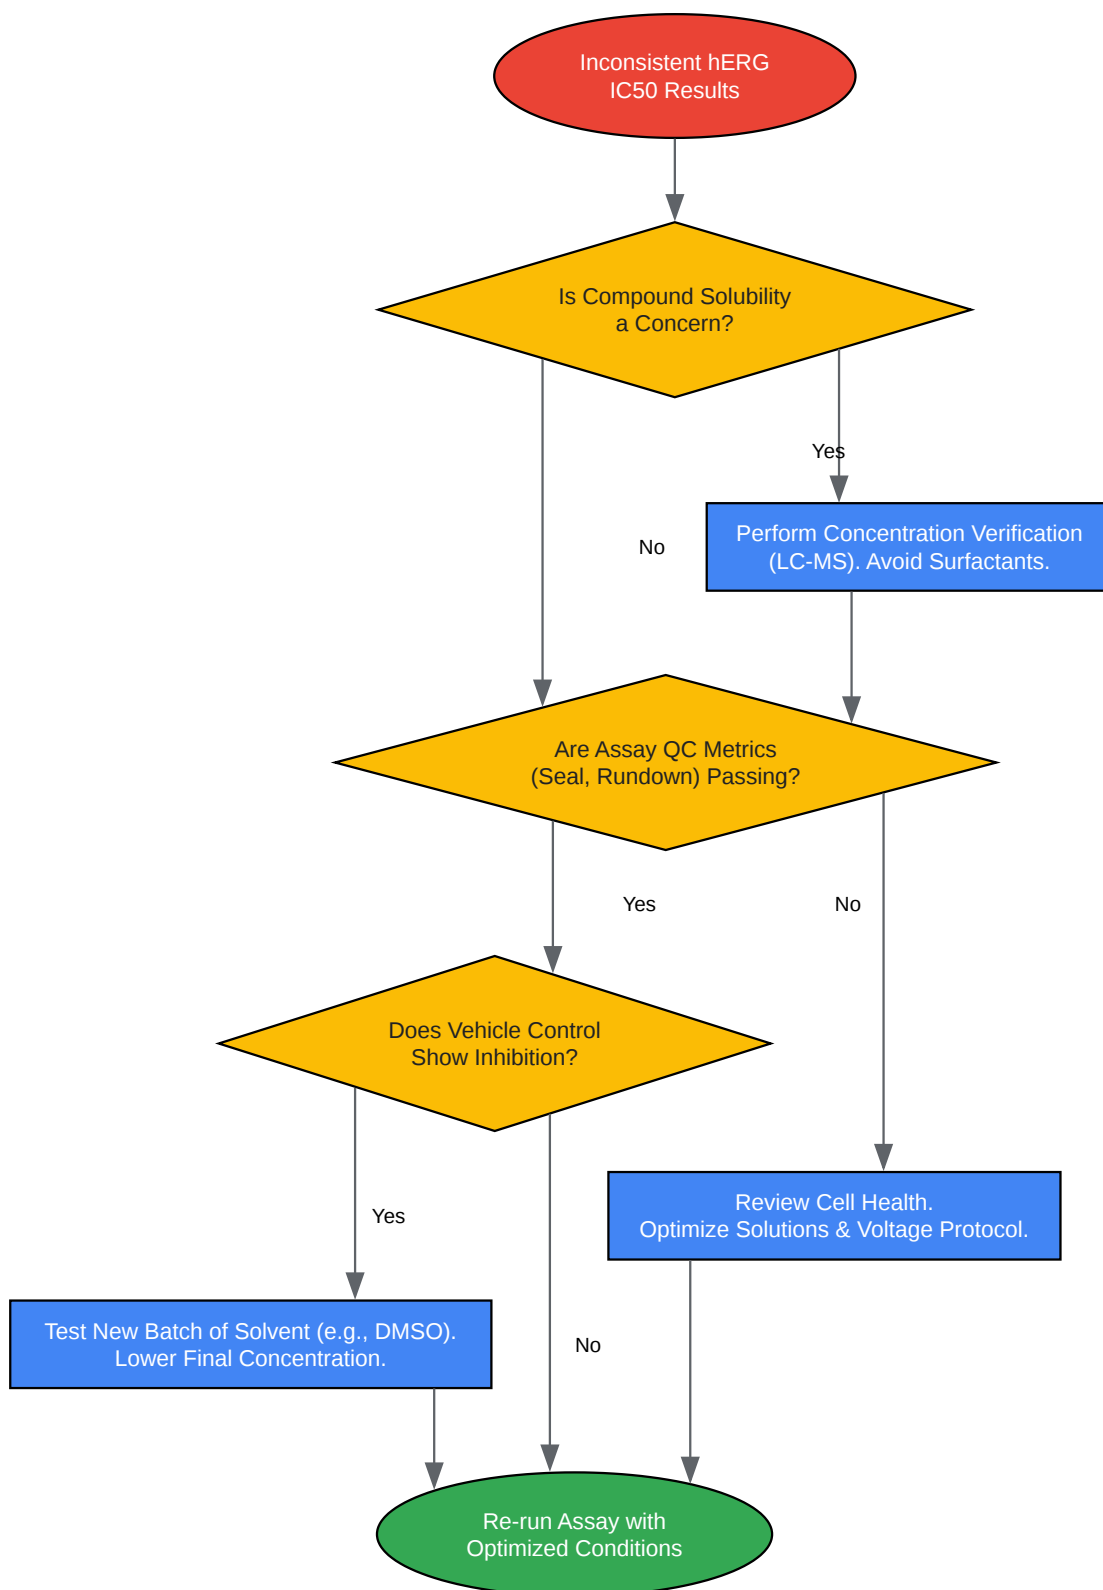 Inconsistent hERG
IC50 Results
Is Compound Solubility
a Concern?
Yes
Perform Concentration Verification
(LC-MS). Avoid Surfactants.
No
Are Assay QC Metrics
(Seal, Rundown) Passing?
Yes
No
Does Vehicle Control
Show Inhibition?
Yes
Review Cell Health.
Optimize Solutions & Voltage Protocol.
Test New Batch of Solvent (e.g., DMSO).
Lower Final Concentration.
No
Re-run Assay with
Optimized Conditions